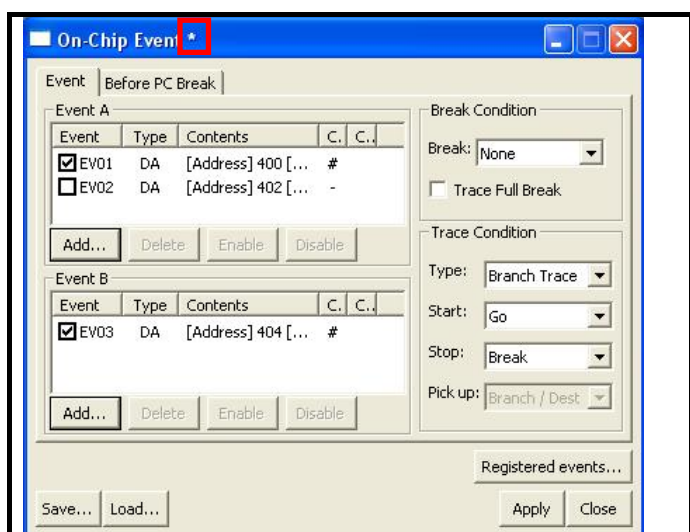 On-Chip Event *
Event Before PC Break
Event A
Event Type Contents C. C..
EV01 DA [Address] 400 [... #
EV02 DA [Address] 402 [... -
Add... Delete Enable Disable
Event B
Event Type Contents C. C..
EV03 DA [Address] 404 [... #
Add... Delete Enable Disable
Break Condition
Break: None
Trace Full Break
Trace Condition
Type: Branch Trace
Start: Go
Stop: Break
Pick up: Branch / Dest
Registered events...
Save... Load... Apply Close